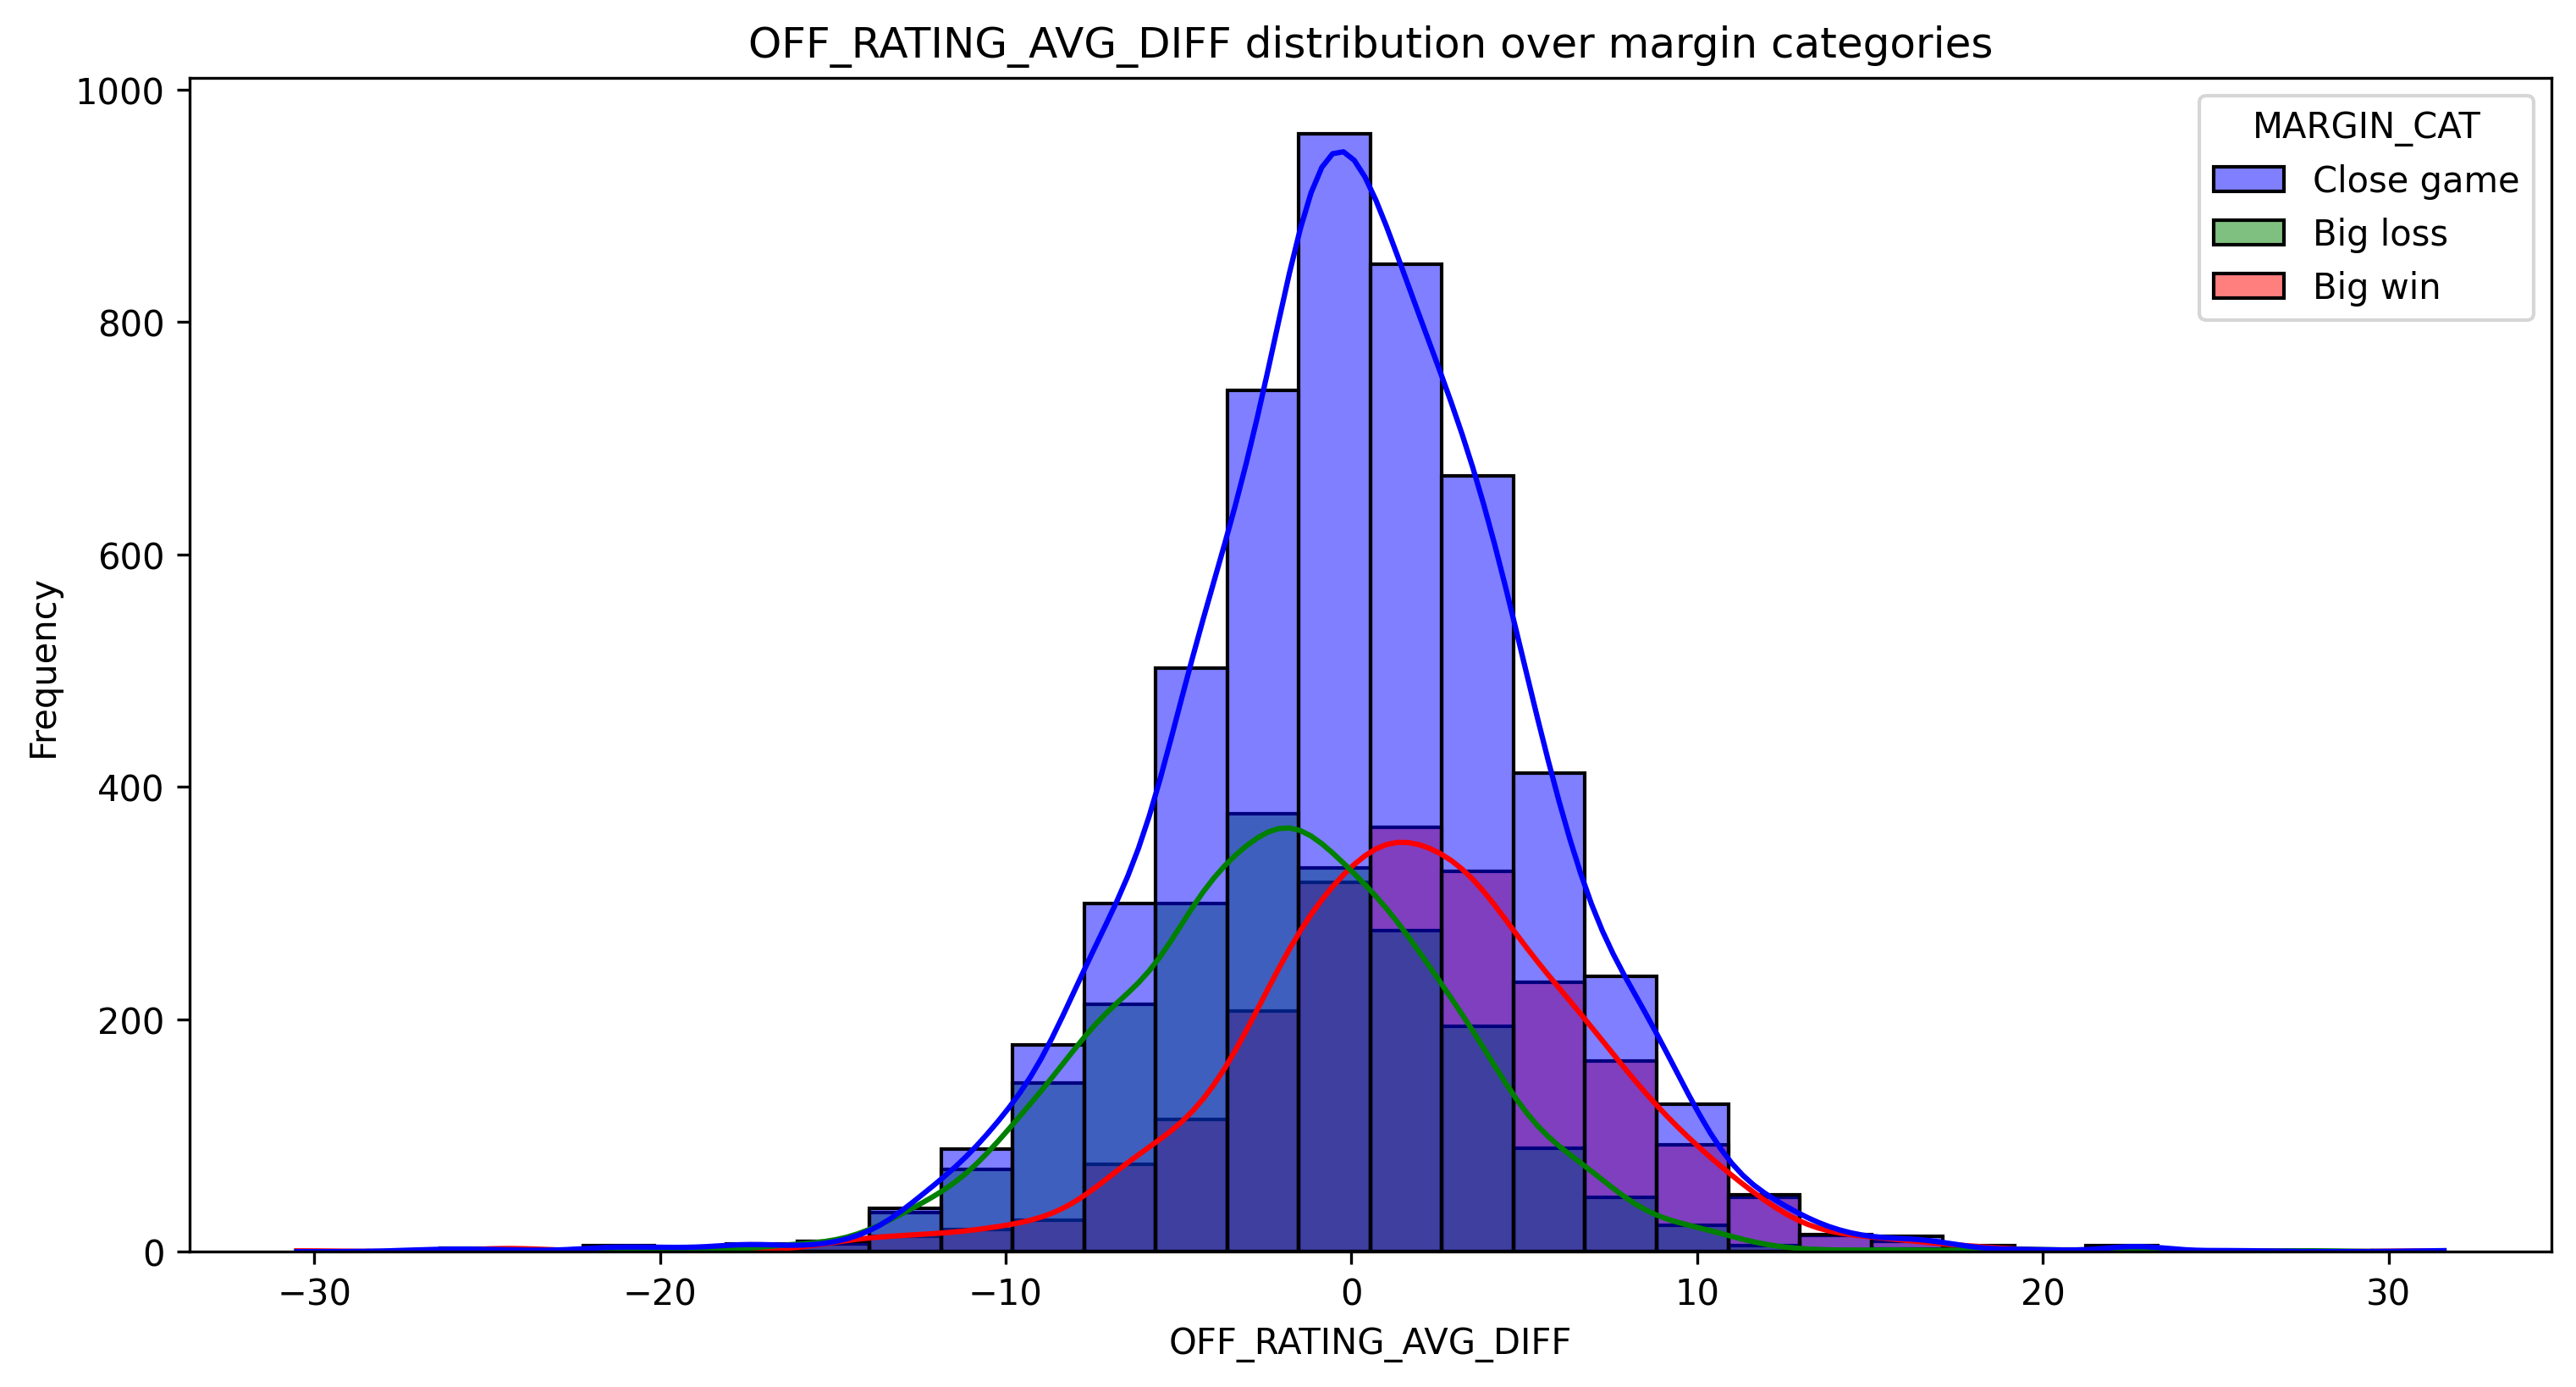 OFF_RATING_AVG_DIFF distribution over margin categories
1000
800
600
400
200
0
Frequency
MARGIN_CAT
Close game
Big loss
Big win
−30 −20 −10 0 10 20 30
OFF_RATING_AVG_DIFF